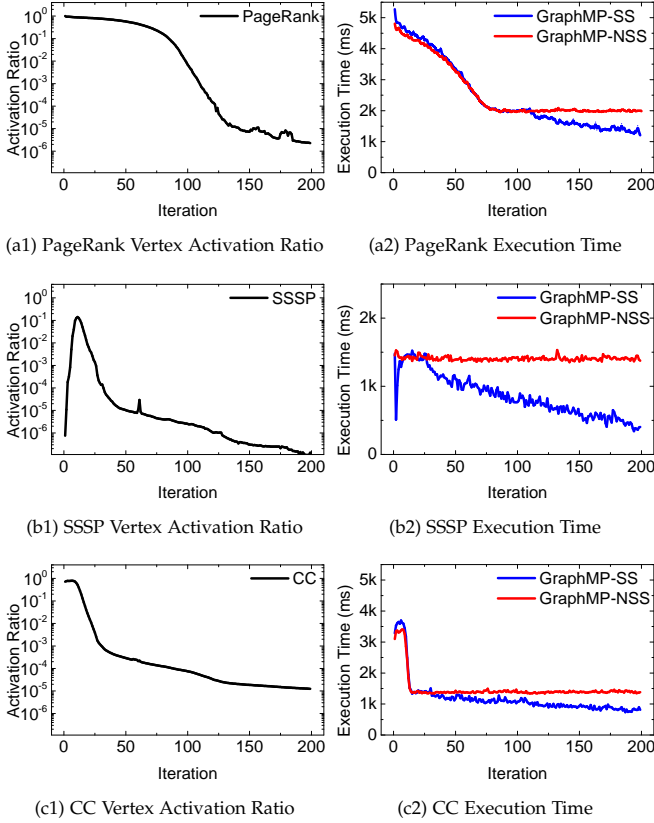 10⁰
10⁻¹
10⁻²
10⁻³
10⁻⁴
10⁻⁵
10⁻⁶
Activation Ratio
PageRank
0 50 100 150 200
Iteration
(a1) PageRank Vertex Activation Ratio
5k
4k
3k
2k
1k
0
Execution Time (ms)
GraphMP-SS
GraphMP-NSS
0 50 100 150 200
Iteration
(a2) PageRank Execution Time
10⁰
10⁻¹
10⁻²
10⁻³
10⁻⁴
10⁻⁵
10⁻⁶
Activation Ratio
SSSP
0 50 100 150 200
Iteration
(b1) SSSP Vertex Activation Ratio
2k
1k
0
Execution Time (ms)
GraphMP-SS
GraphMP-NSS
0 50 100 150 200
Iteration
(b2) SSSP Execution Time
10⁰
10⁻¹
10⁻²
10⁻³
10⁻⁴
10⁻⁵
10⁻⁶
Activation Ratio
CC
0 50 100 150 200
Iteration
(c1) CC Vertex Activation Ratio
5k
4k
3k
2k
1k
0
Execution Time (ms)
GraphMP-SS
GraphMP-NSS
0 50 100 150 200
Iteration
(c2) CC Execution Time